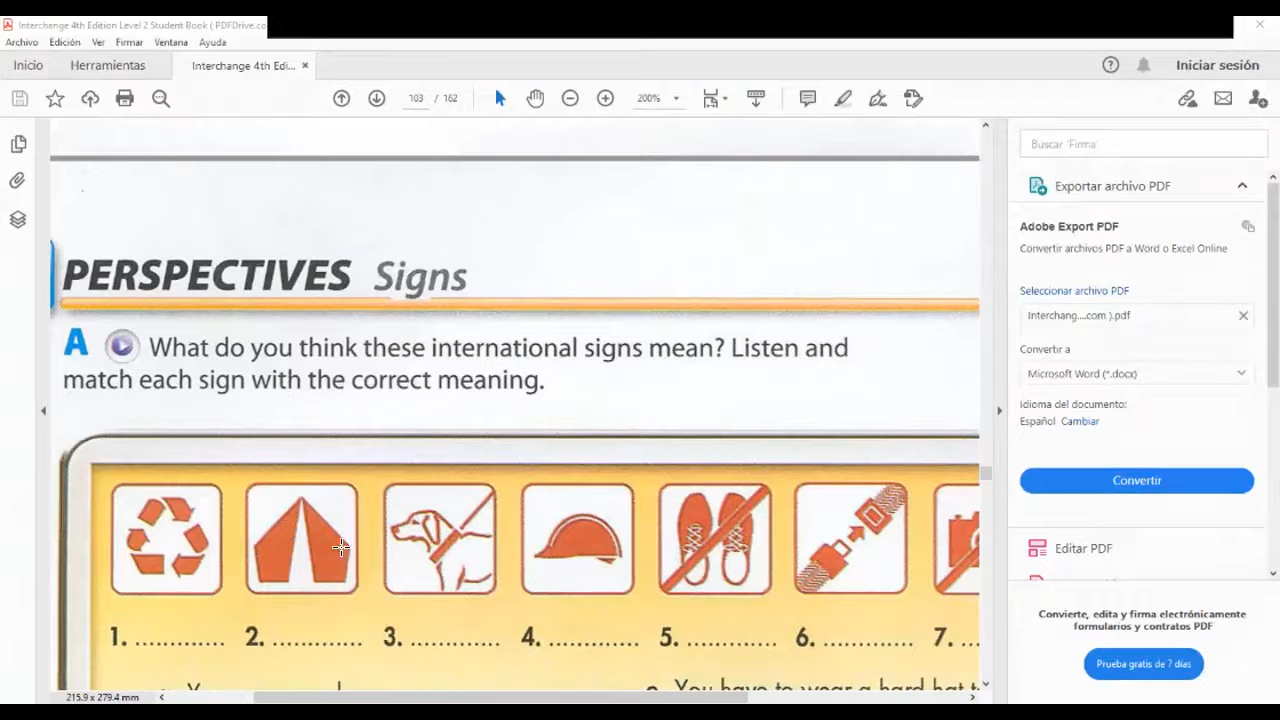 Interchange 4th Edition Level 2 Student Book ( PDFDrive.co
Archivo Edición Ver Firmar Ventana Ayuda
Inicio Herramientas Interchange 4th Edi... × Iniciar sesión
103 / 162 200%
PERSPECTIVES Signs
A What do you think these international signs mean? Listen and
match each sign with the correct meaning.
1. ............ 2. ............ 3. ............ 4. ............ 5. ............ 6. ............ 7. ...
You have to wear a hard hat
215.9 x 279.4 mm
Buscar 'Firma'
Exportar archivo PDF
Adobe Export PDF
Convertir archivos PDF a Word o Excel Online
Seleccionar archivo PDF
Interchang....com ).pdf
Convertir a
Microsoft Word (*.docx)
Idioma del documento:
Español Cambiar
Convertir
Editar PDF
Convierte, edita y firma electrónicamente
formularios y contratos PDF
Prueba gratis de 7 días